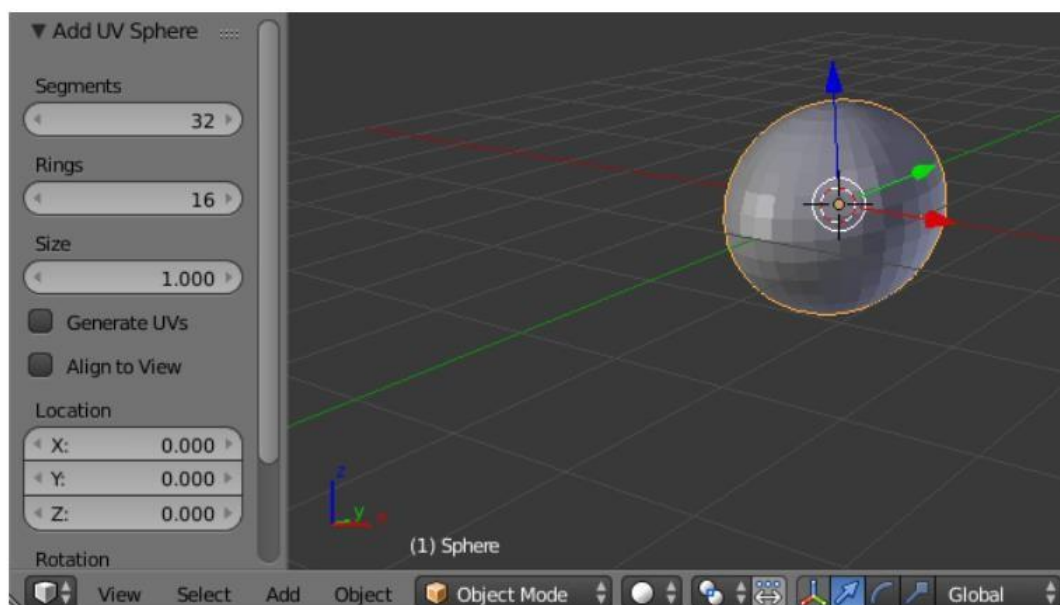 Add UV Sphere
Segments
32
Rings
16
Size
1.000
Generate UVs
Align to View
Location
X: 0.000
Y: 0.000
Z: 0.000
Rotation
z
y
x
(1) Sphere
View Select Add Object Object Mode Global